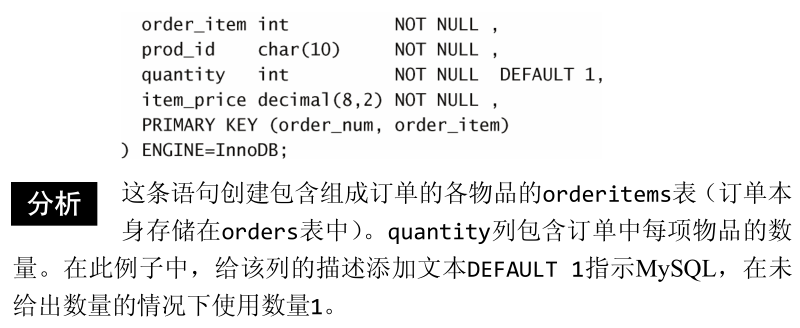 order_item int NOT NULL ,
prod_id char(10) NOT NULL ,
quantity int NOT NULL DEFAULT 1,
item_price decimal(8,2) NOT NULL ,
PRIMARY KEY (order_num, order_item)
) ENGINE=InnoDB;
分析 这条语句创建包含组成订单的各物品的orderitems表（订单本
身存储在orders表中）。quantity列包含订单中每项物品的数
量。在此例子中，给该列的描述添加文本DEFAULT 1指示MySQL，在未
给出数量的情况下使用数量1。